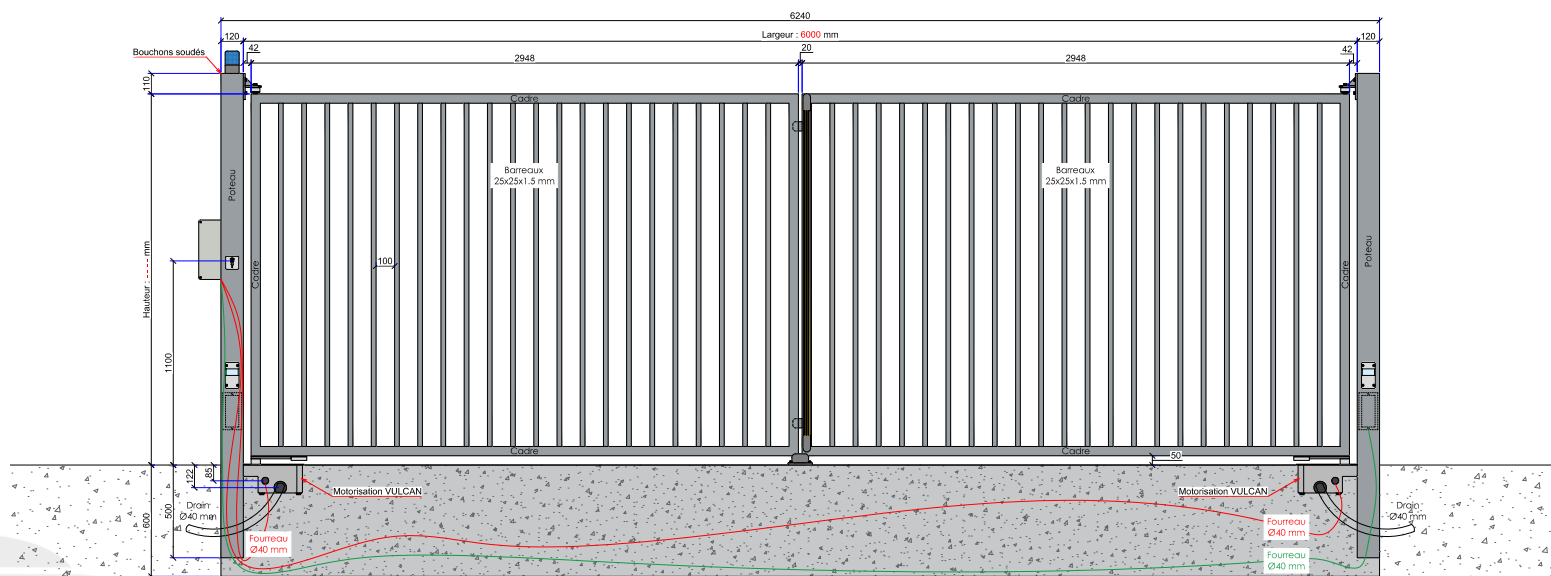 6240
120
Largeur : 6000 mm
120
Bouchons soudés
42
20
42
2948
2948
110
Cadre
Cadre
Barreaux
25x25x1.5 mm
Barreaux
25x25x1.5 mm
Poteau
Poteau
Hauteur : - - - - mm
100
Cadre
Cadre
1100
Cadre
Cadre
50
122
85
Motorisation VULCAN
Motorisation VULCAN
600
500
Drain
Ø40 mm
Drain
Ø40 mm
Fourreau
Ø40 mm
Fourreau
Ø40 mm
Fourreau
Ø40 mm